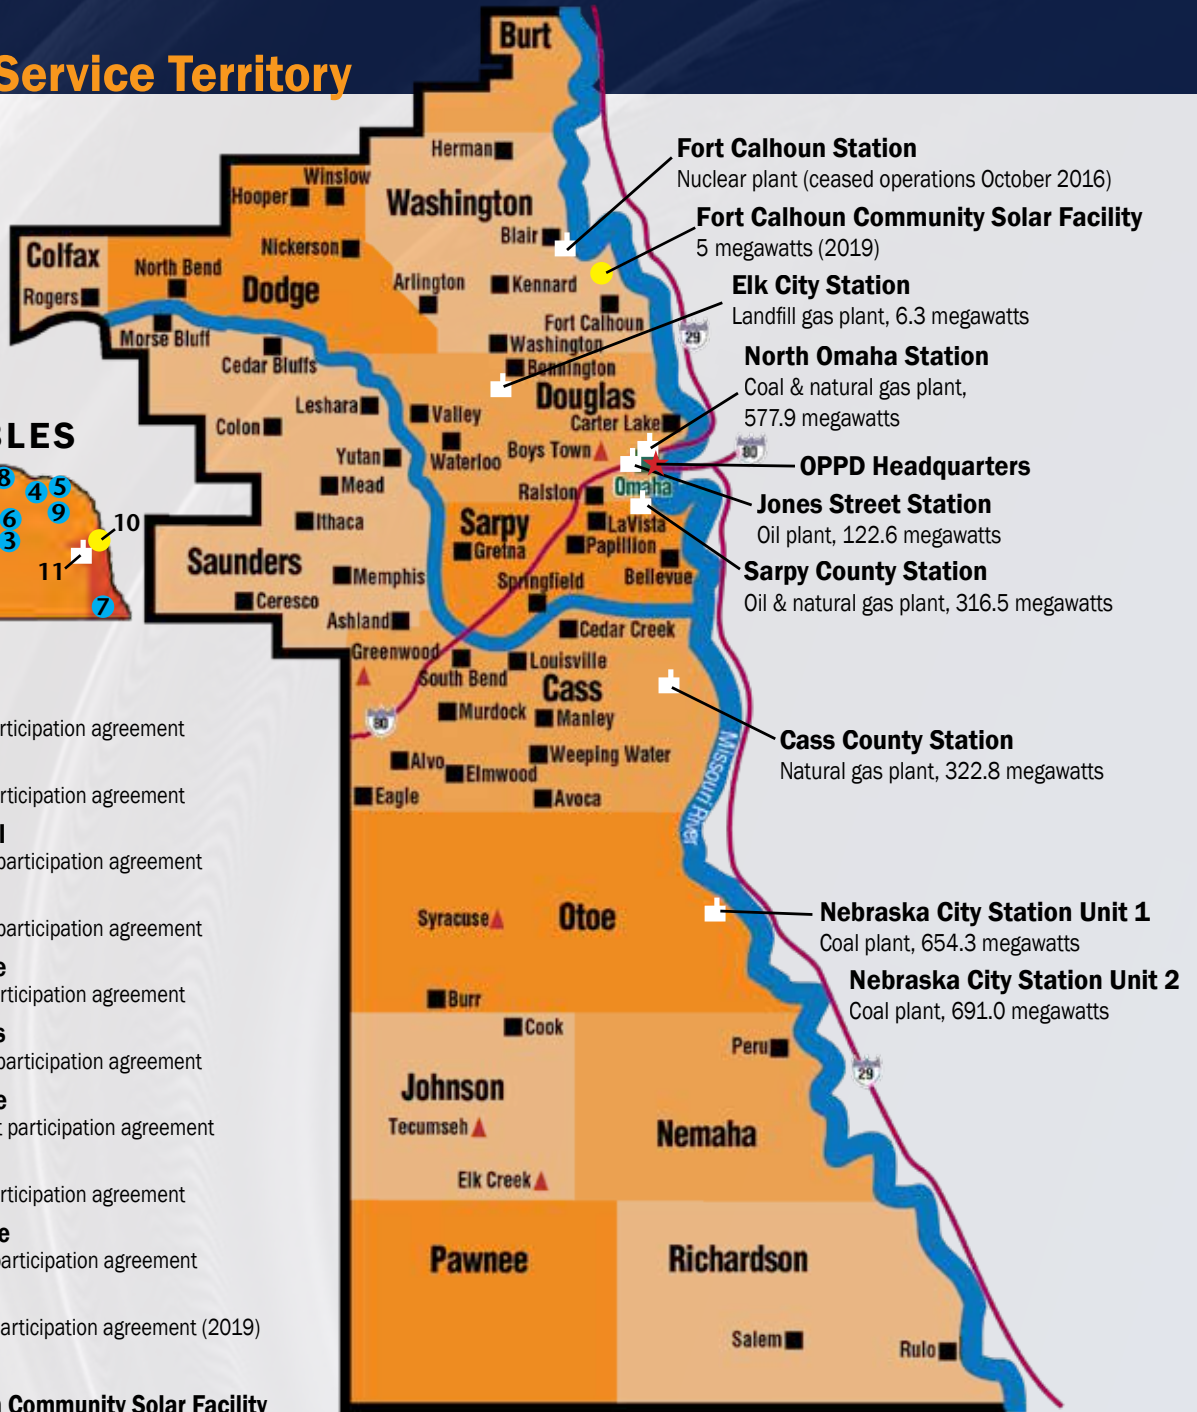 Service Territory
Burt
Herman
Winslow
Hooper
Washington
Nickerson
Blair
Colfax
North Bend
Dodge
Arlington
Kennard
Rogers
Fort Calhoun
Morse Bluff
Washington
Cedar Bluffs
Bennington
Douglas
Leshara
Valley
Carter Lake
Colon
Boys Town
Yutan
Waterloo
Omaha
Mead
Ralston
Ithaca
Sarpy
LaVista
Gretna
Papillion
Saunders
Memphis
Springfield
Bellevue
Ceresco
Ashland
Cedar Creek
Greenwood
Louisville
South Bend
Cass
Murdock
Manley
Alvo
Weeping Water
Elmwood
Eagle
Avoca
Missouri River
Syracuse
Otoe
Burr
Cook
Peru
Johnson
Tecumseh
Nemaha
Elk Creek
Pawnee
Richardson
Salem
Rulo
29
80
80
29
Fort Calhoun Station
Nuclear plant (ceased operations October 2016)
Fort Calhoun Community Solar Facility
5 megawatts (2019)
Elk City Station
Landfill gas plant, 6.3 megawatts
North Omaha Station
Coal & natural gas plant,
577.9 megawatts
OPPD Headquarters
Jones Street Station
Oil plant, 122.6 megawatts
Sarpy County Station
Oil & natural gas plant, 316.5 megawatts
Cass County Station
Natural gas plant, 322.8 megawatts
Nebraska City Station Unit 1
Coal plant, 654.3 megawatts
Nebraska City Station Unit 2
Coal plant, 691.0 megawatts
BLES
8
4
5
6
9
3
10
11
7
participation agreement
participation agreement
l
participation agreement
participation agreement
e
participation agreement
s
participation agreement
e
t participation agreement
participation agreement
e
participation agreement
participation agreement (2019)
Community Solar Facility